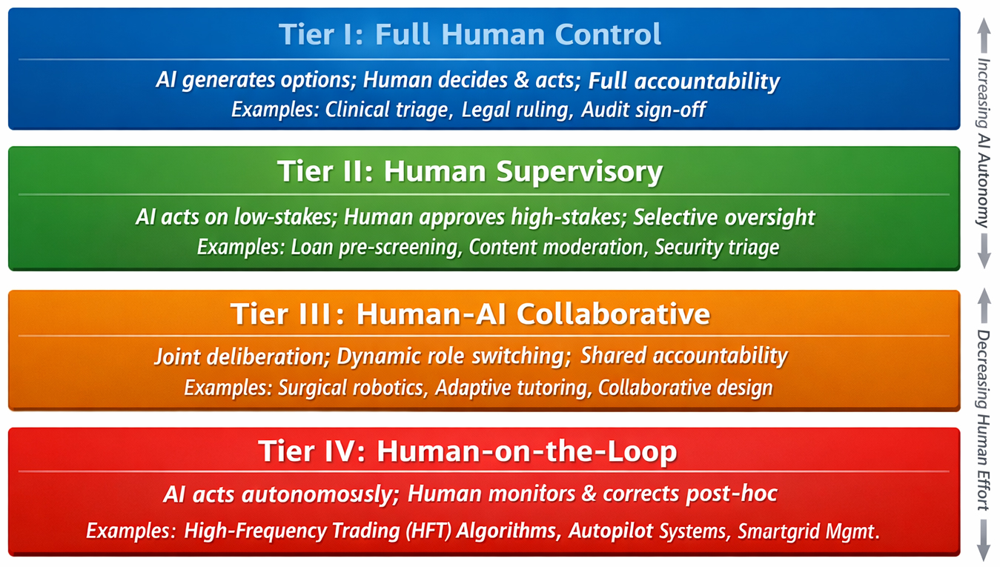 Tier I: Full Human Control
AI generates options; Human decides & acts; Full accountability
Examples: Clinical triage, Legal ruling, Audit sign-off
Tier II: Human Supervisory
AI acts on low-stakes; Human approves high-stakes; Selective oversight
Examples: Loan pre-screening, Content moderation, Security triage
Tier III: Human-AI Collaborative
Joint deliberation; Dynamic role switching; Shared accountability
Examples: Surgical robotics, Adaptive tutoring, Collaborative design
Tier IV: Human-on-the-Loop
AI acts autonomously; Human monitors & corrects post-hoc
Examples: High-Frequency Trading (HFT) Algorithms, Autopilot Systems, Smartgrid Mgmt.
Increasing AI Autonomy
Decreasing Human Effort